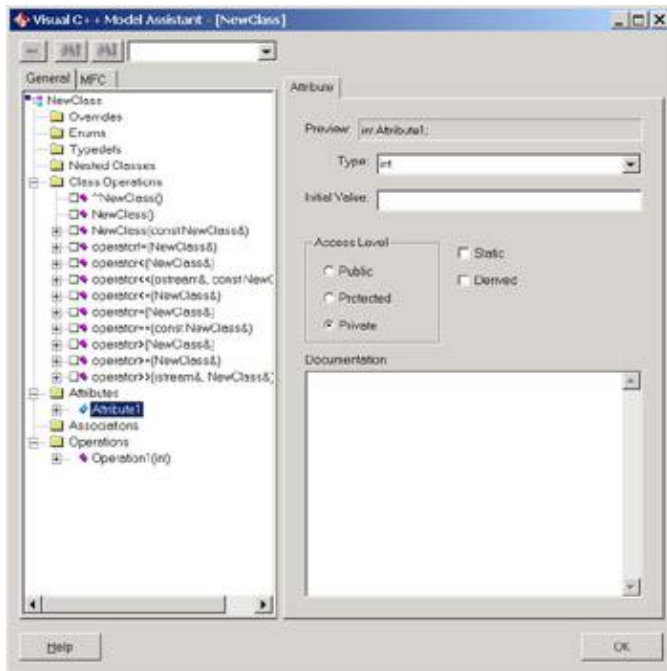 Visual C++ Model Assistant - [NewClass]
General
MFC
NewClass
Overrides
Enums
Typedefs
Nested Classes
Class Operations
~NewClass()
NewClass()
NewClass(const NewClass&)
operator!=(NewClass&)
operator<(NewClass&)
operator<<(ostream&, const NewC
operator<=(NewClass&)
operator=(NewClass&)
operator==(const NewClass&)
operator>(NewClass&)
operator>=(NewClass&)
operator>>(istream&, NewClass&)
Attributes
Attribute1
Associations
Operations
Operation1(int)
Attribute
Preview: int Attribute1;
Type: int
Initial Value:
Access Level
Public
Protected
Private
Static
Derived
Documentation
Help
OK